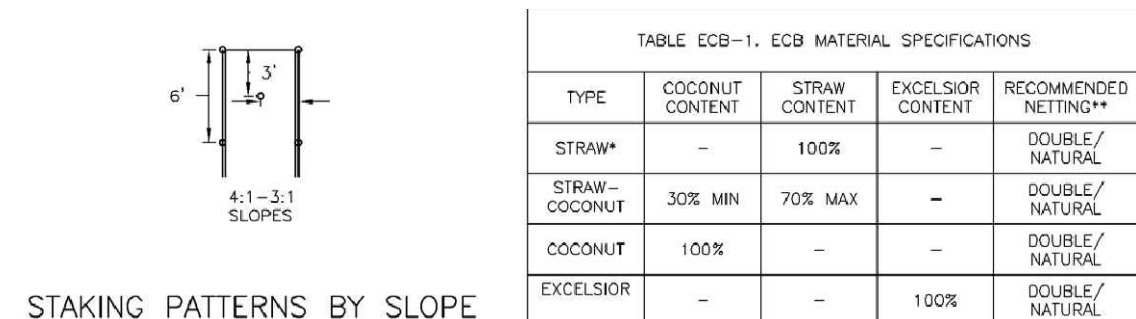 3'
6'
4:1-3:1
SLOPES
STAKING PATTERNS BY SLOPE
TABLE ECB-1. ECB MATERIAL SPECIFICATIONS
TYPE COCONUT CONTENT STRAW CONTENT EXCELSIOR CONTENT RECOMMENDED NETTING**
STRAW* - 100% - DOUBLE/ NATURAL
STRAW- COCONUT 30% MIN 70% MAX - DOUBLE/ NATURAL
COCONUT 100% - - DOUBLE/ NATURAL
EXCELSIOR - - 100% DOUBLE/ NATURAL